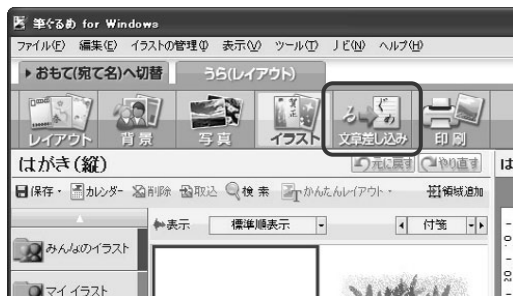 筆ぐるめ for Windows
ファイル(F) 編集(E) イラストの管理(I) 表示(V) ツール(T) J E(N) ヘルプ(H)
おもて(宛て名)へ切替 うら(レイアウト)
レイアウト 背景 写真 イラスト 文章差し込み 印刷
はがき(縦) 元に戻す やり直す は
保存 カレンダー 削除 取込 検索 かんたんレイアウト 領域追加
表示 標準順表示 付箋
みんなのイラスト
マイ イラスト